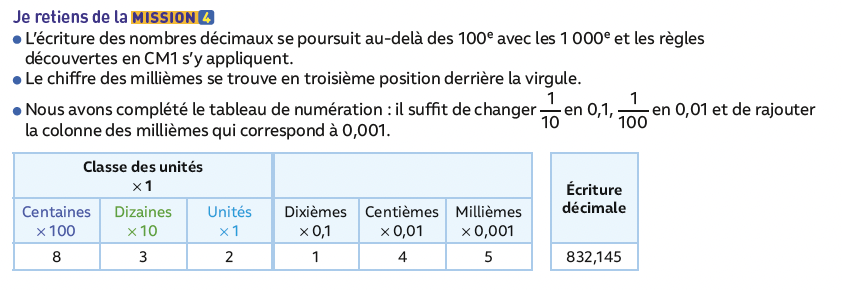 Je retiens de la MISSION 4
• L'écriture des nombres décimaux se poursuit au-delà des 100e avec les 1 000e et les règles
découvertes en CM1 s'y appliquent.
• Le chiffre des millièmes se trouve en troisième position derrière la virgule.
• Nous avons complété le tableau de numération : il suffit de changer 1/10 en 0,1, 1/100 en 0,01 et de rajouter
la colonne des millièmes qui correspond à 0,001.
Classe des unités
× 1
Écriture
décimale
Centaines Dizaines Unités Dixièmes Centièmes Millièmes
× 100 × 10 × 1 × 0,1 × 0,01 × 0,001
8 3 2 1 4 5 832,145